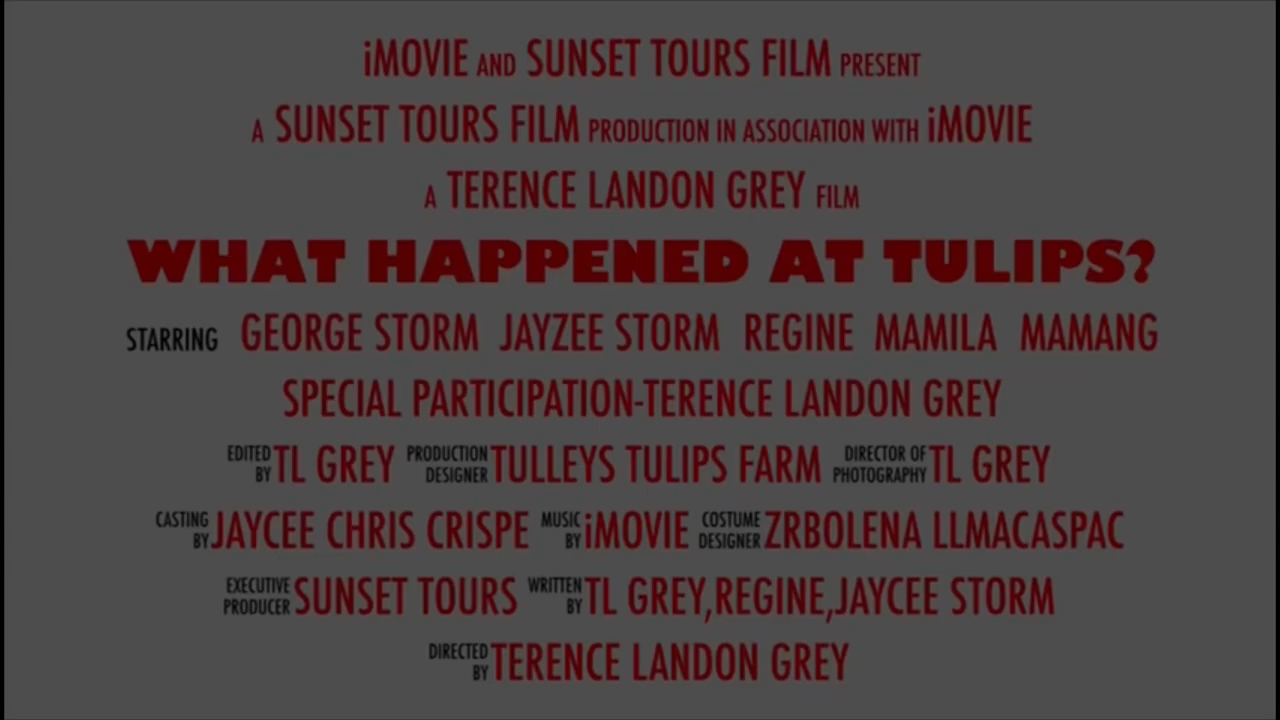 iMOVIE AND SUNSET TOURS FILM PRESENT
A SUNSET TOURS FILM PRODUCTION IN ASSOCIATION WITH iMOVIE
A TERENCE LANDON GREY FILM
WHAT HAPPENED AT TULIPS?
STARRING GEORGE STORM JAYZEE STORM REGINE MAMILA MAMANG
SPECIAL PARTICIPATION-TERENCE LANDON GREY
EDITED BY TL GREY PRODUCTION DESIGNER TULLEYS TULIPS FARM DIRECTOR OF PHOTOGRAPHY TL GREY
CASTING BY JAYCEE CHRIS CRISPE MUSIC BY iMOVIE COSTUME DESIGNER ZRBOLENA LLMACASPAC
EXECUTIVE PRODUCER SUNSET TOURS WRITTEN BY TL GREY,REGINE,JAYCEE STORM
DIRECTED BY TERENCE LANDON GREY